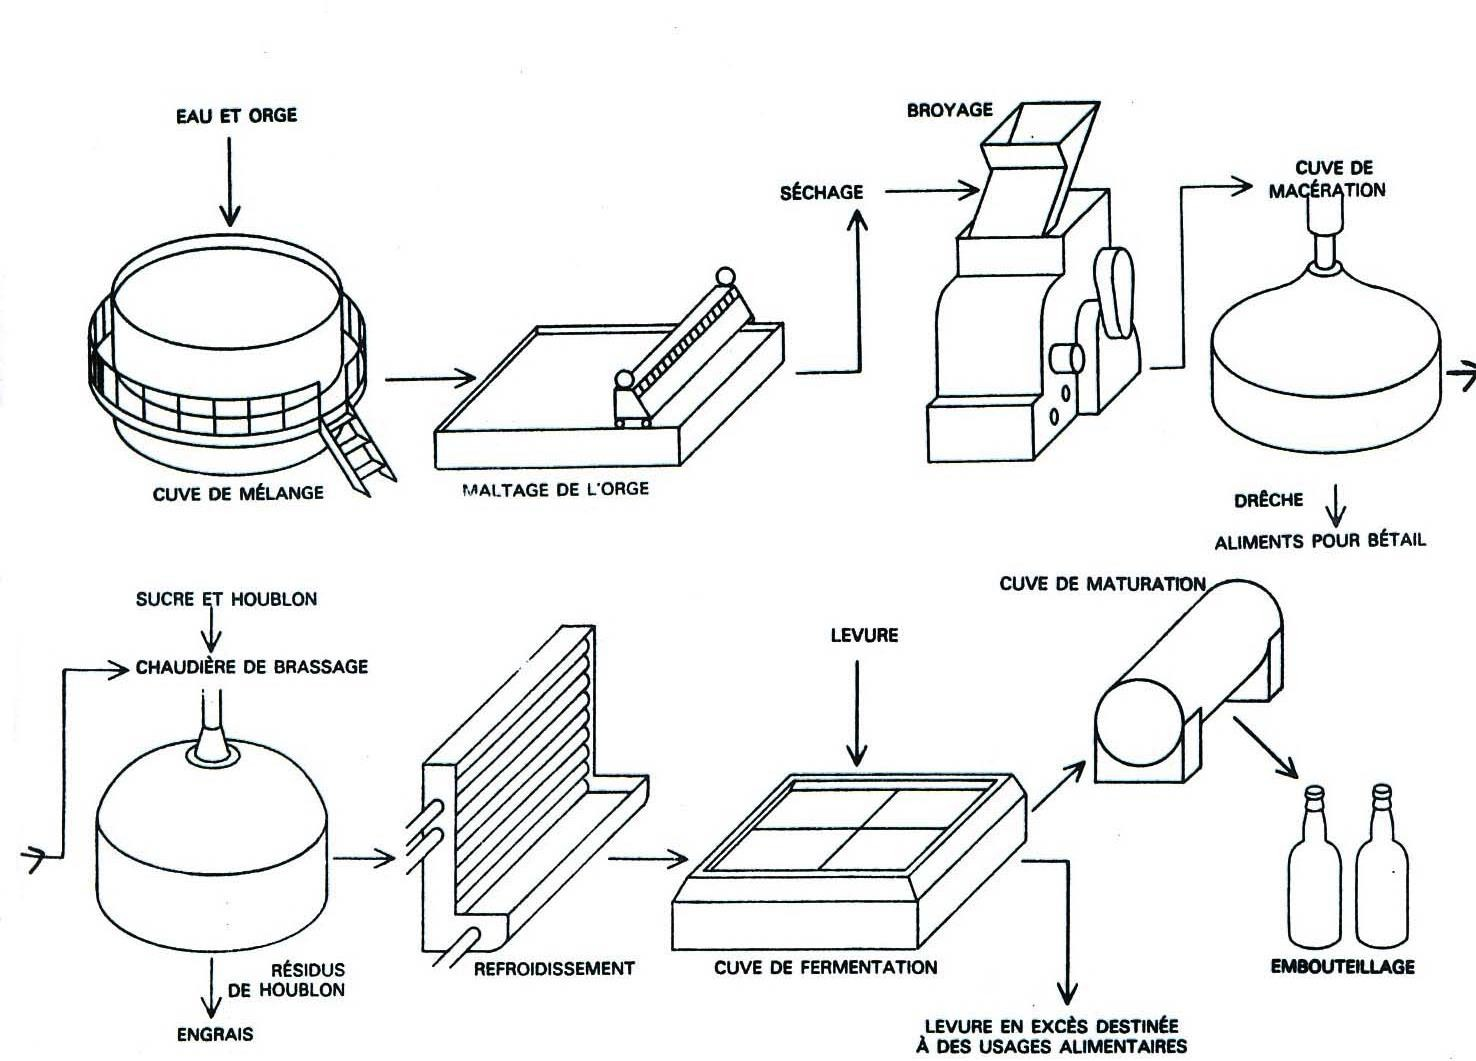 EAU ET ORGE
CUVE DE MÉLANGE
MALTAGE DE L'ORGE
SÉCHAGE
BROYAGE
CUVE DE
MACÉRATION
DRÊCHE
ALIMENTS POUR BÉTAIL
SUCRE ET HOUBLON
CHAUDIÈRE DE BRASSAGE
RÉSIDUS
DE HOUBLON
ENGRAIS
REFROIDISSEMENT
LEVURE
CUVE DE FERMENTATION
LEVURE EN EXCÈS DESTINÉE
À DES USAGES ALIMENTAIRES
CUVE DE MATURATION
EMBOUTEILLAGE